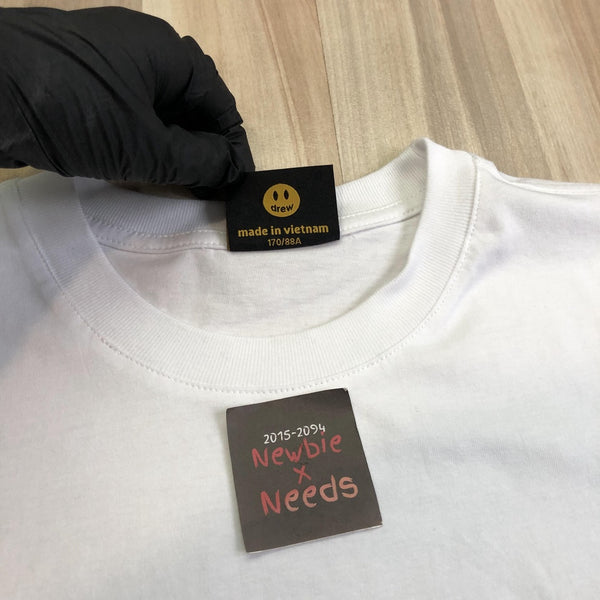 drew
made in vietnam
170/88A
2015-2094
Newbie
x
Needs